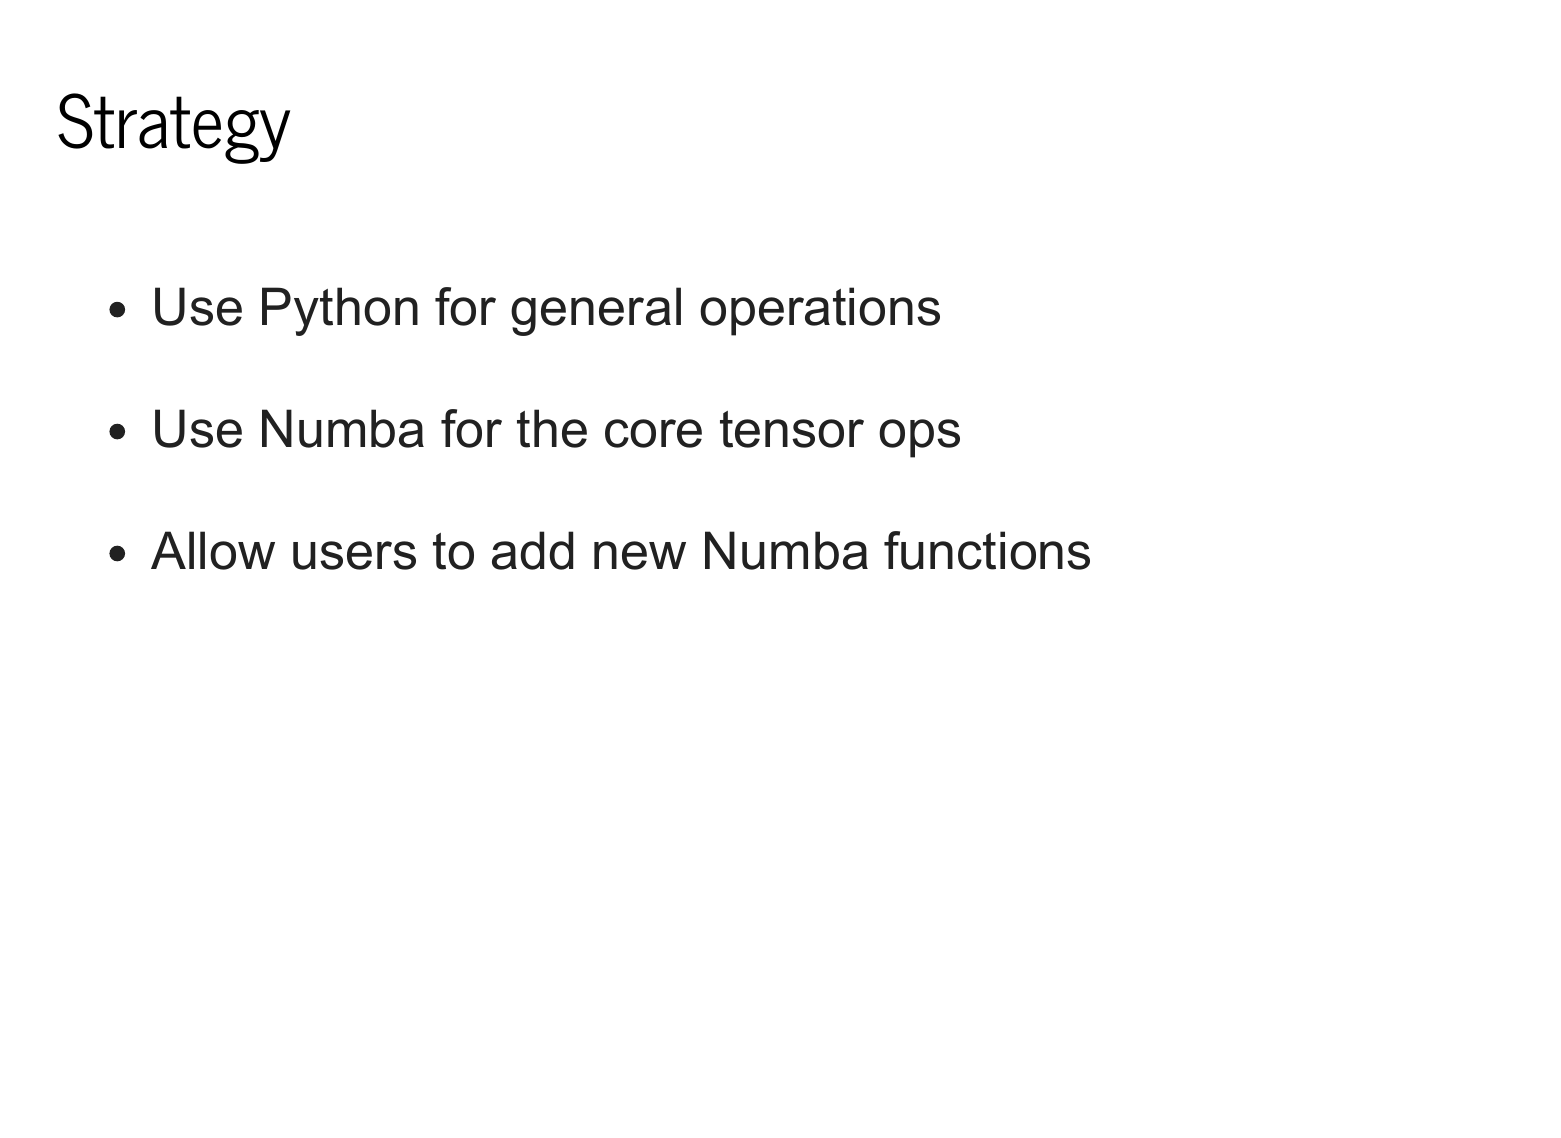 Strategy
• Use Python for general operations
• Use Numba for the core tensor ops
• Allow users to add new Numba functions